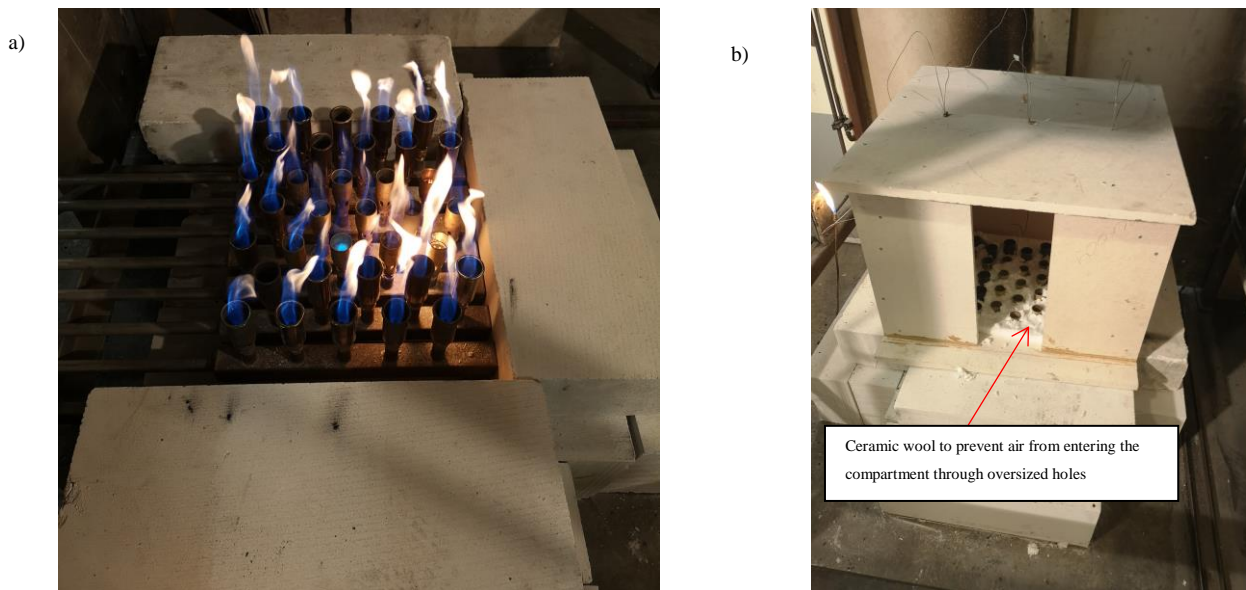 a)
b)
Ceramic wool to prevent air from entering the
compartment through oversized holes